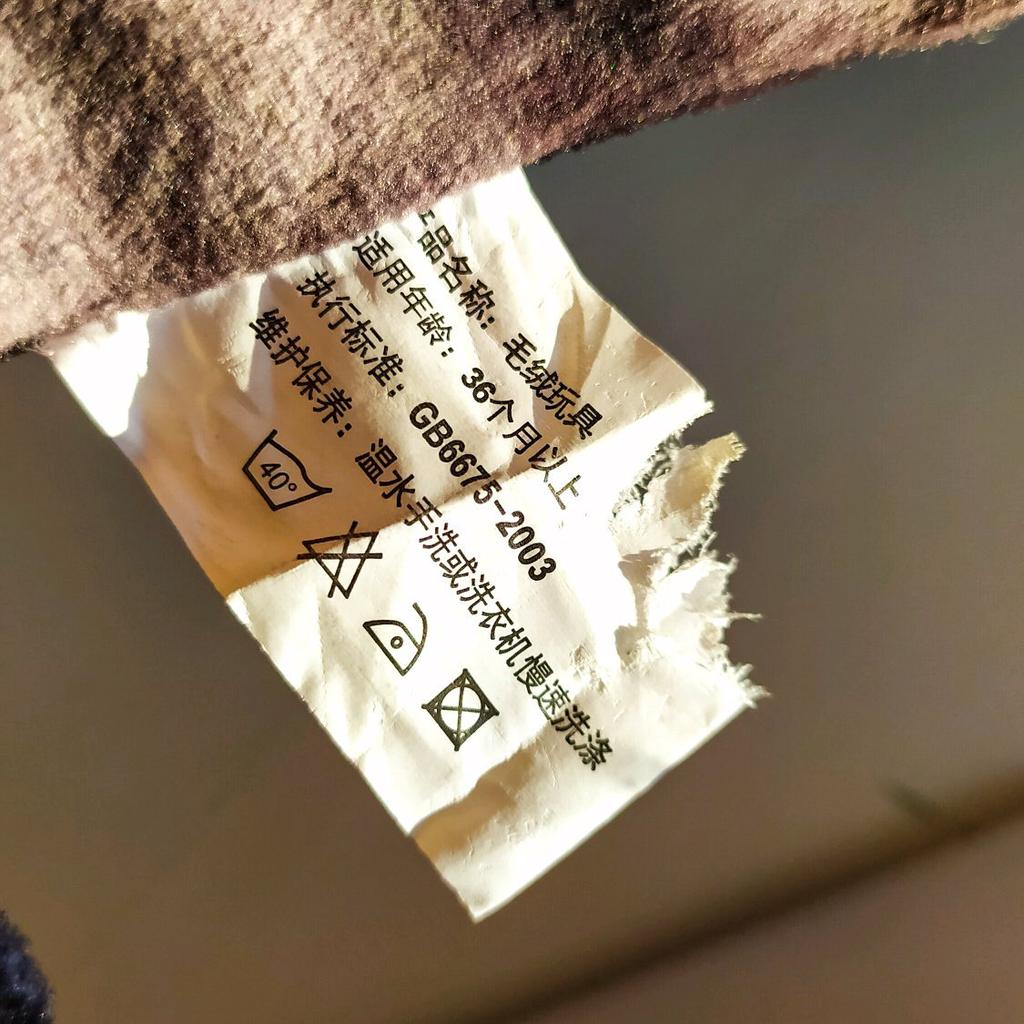 产品名称：毛绒玩具
适用年龄：36个月以上
执行标准：GB6675-2003
维护保养：温水手洗或洗衣机慢速洗涤
40°